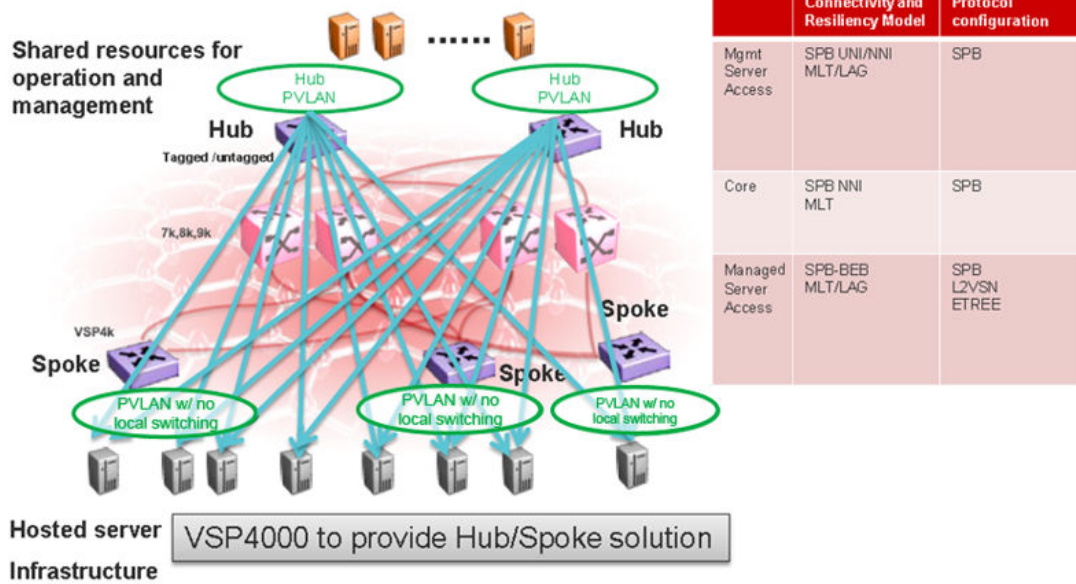 Shared resources for
operation and
management
Hub
PVLAN
Hub
PVLAN
Hub
Hub
Tagged /untagged
7k,8k,9k
VSP4k
Spoke
Spoke
Spoke
PVLAN w/ no
local switching
PVLAN w/ no
local switching
PVLAN w/ no
local switching
Hosted server
Infrastructure
VSP4000 to provide Hub/Spoke solution
Connectivity and
Resiliency Model
Protocol
configuration
Mgmt
Server
Access
SPB UNI/NNI
MLT/LAG
SPB
Core
SPB NNI
MLT
SPB
Managed
Server
Access
SPB-BEB
MLT/LAG
SPB
L2VSN
ETREE